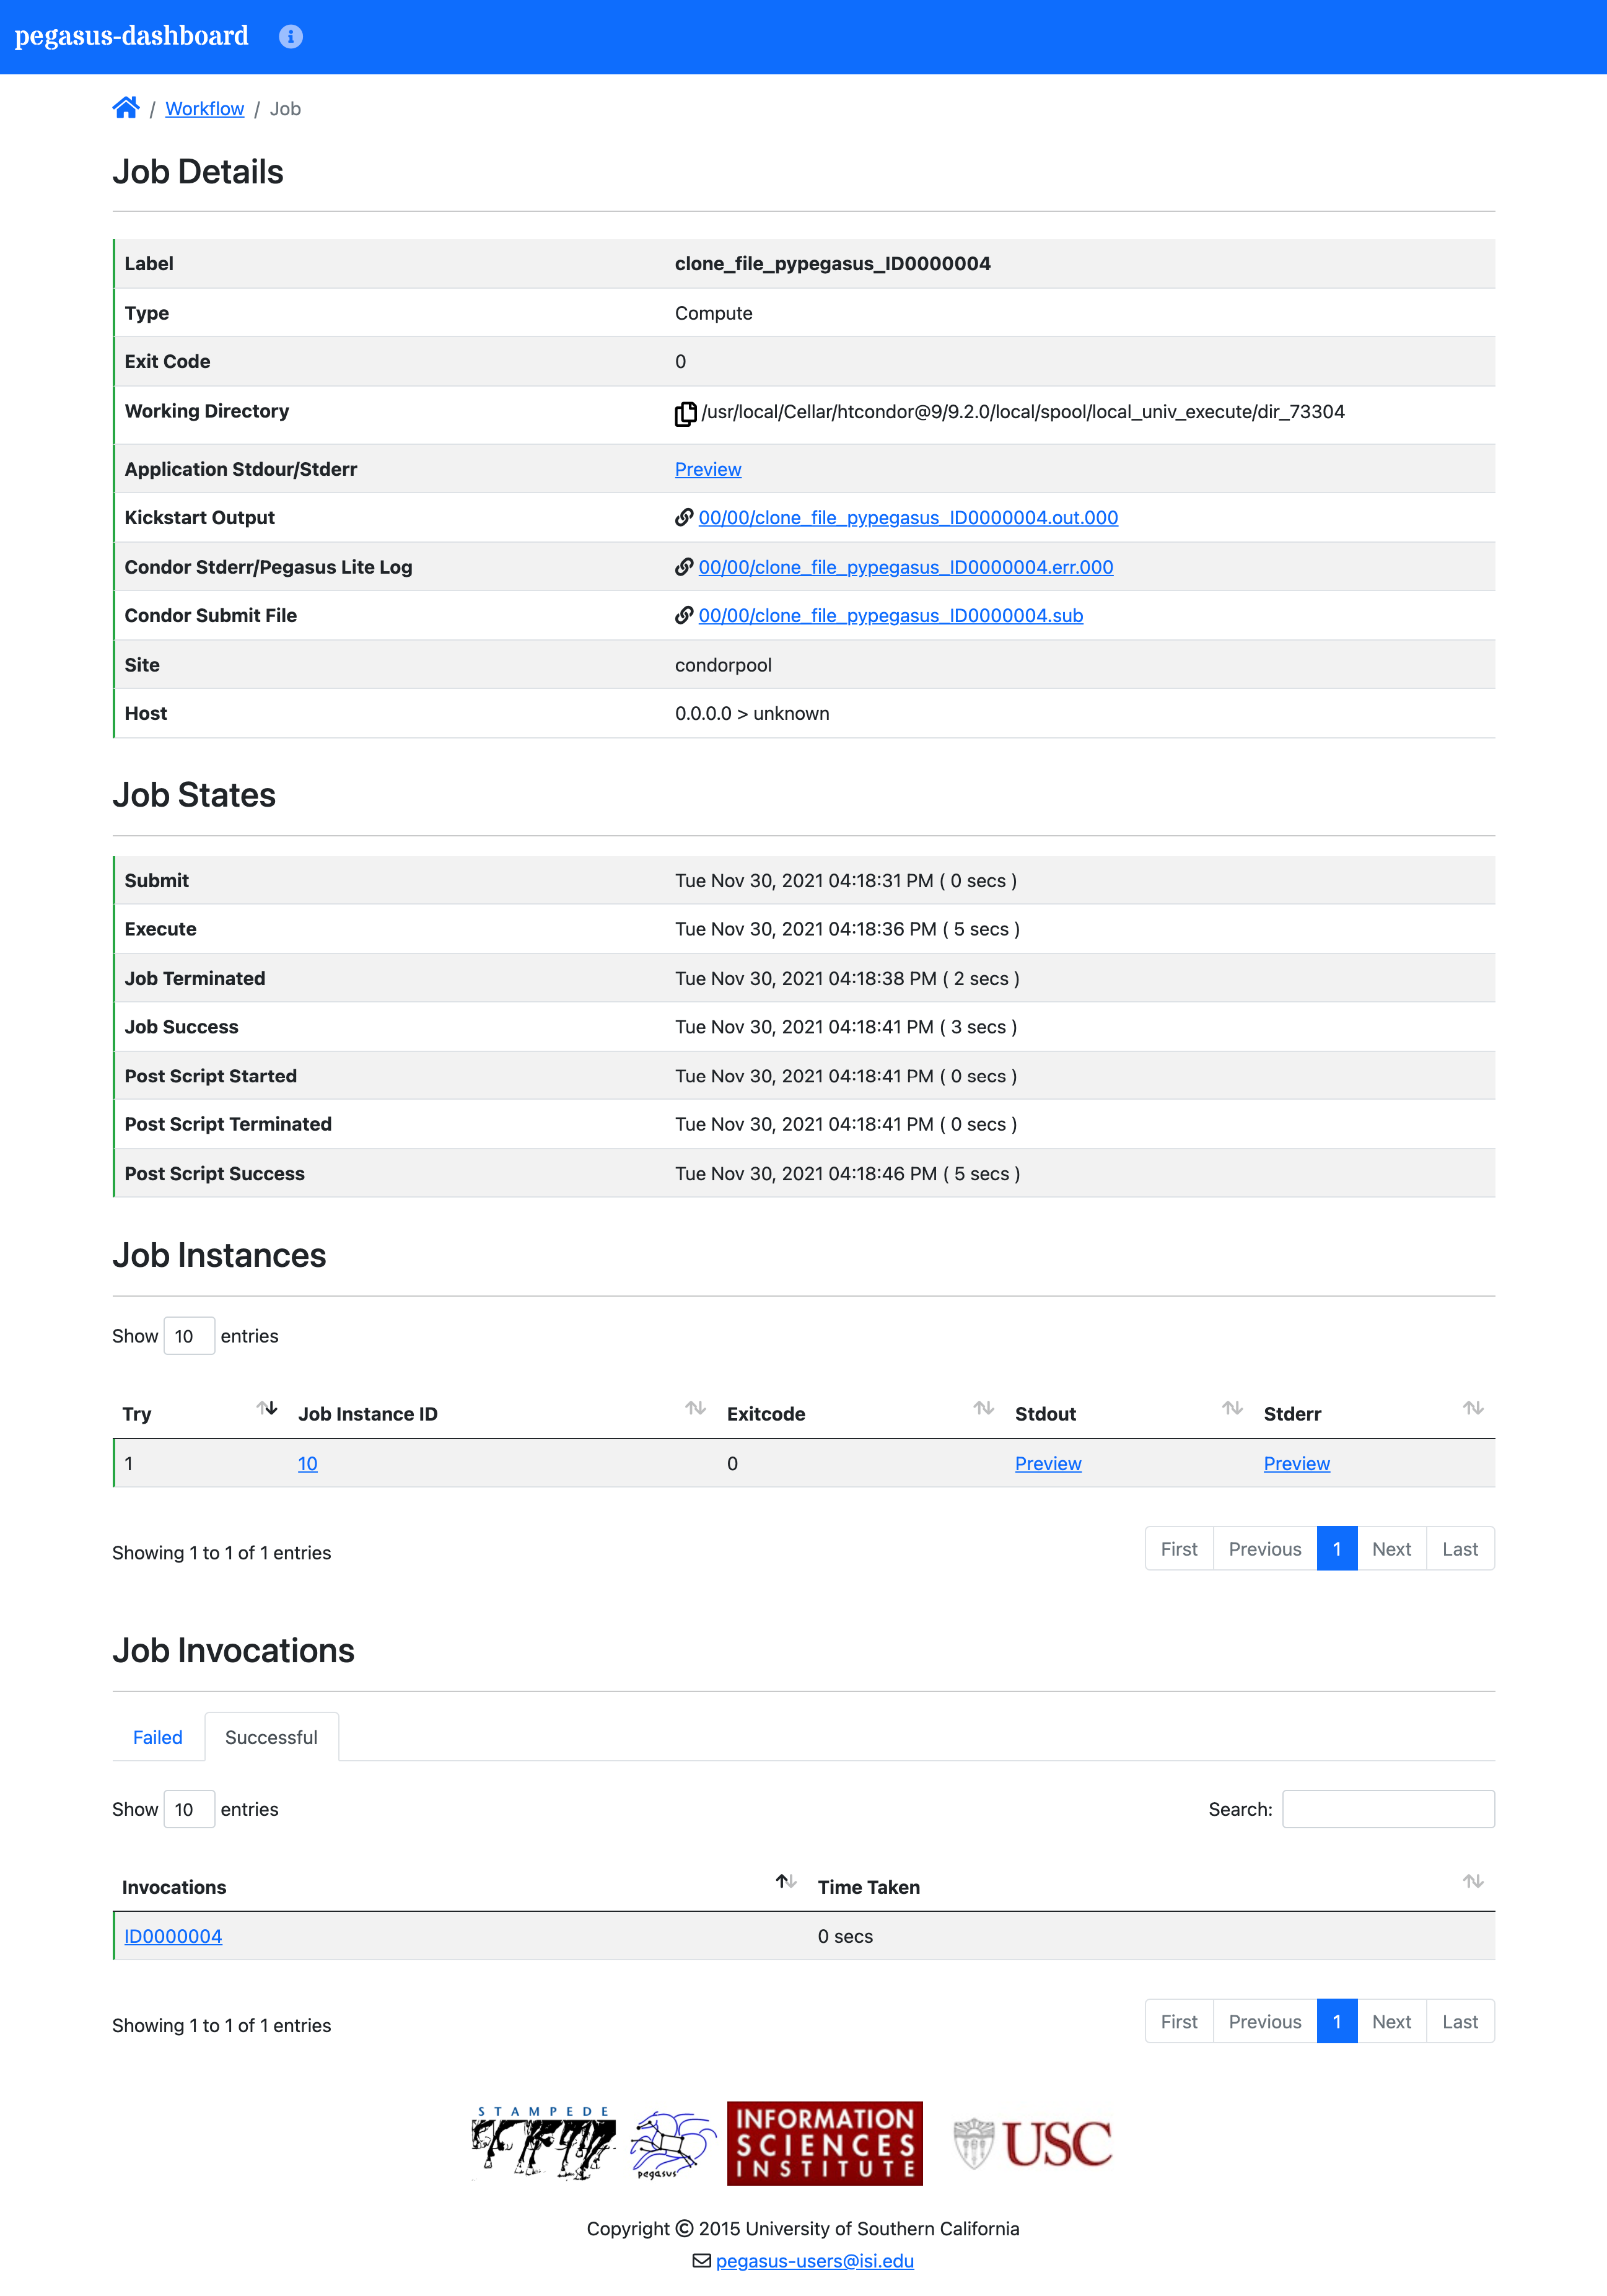 pegasus-dashboard
/ Workflow / Job
Job Details
Label clone_file_pypegasus_ID0000004
Type Compute
Exit Code 0
Working Directory /usr/local/Cellar/htcondor@9/9.2.0/local/spool/local_univ_execute/dir_73304
Application Stdour/Stderr Preview
Kickstart Output 00/00/clone_file_pypegasus_ID0000004.out.000
Condor Stderr/Pegasus Lite Log 00/00/clone_file_pypegasus_ID0000004.err.000
Condor Submit File 00/00/clone_file_pypegasus_ID0000004.sub
Site condorpool
Host 0.0.0.0 > unknown
Job States
Submit Tue Nov 30, 2021 04:18:31 PM ( 0 secs )
Execute Tue Nov 30, 2021 04:18:36 PM ( 5 secs )
Job Terminated Tue Nov 30, 2021 04:18:38 PM ( 2 secs )
Job Success Tue Nov 30, 2021 04:18:41 PM ( 3 secs )
Post Script Started Tue Nov 30, 2021 04:18:41 PM ( 0 secs )
Post Script Terminated Tue Nov 30, 2021 04:18:41 PM ( 0 secs )
Post Script Success Tue Nov 30, 2021 04:18:46 PM ( 5 secs )
Job Instances
Show 10 entries
Try Job Instance ID Exitcode Stdout Stderr
1 10 0 Preview Preview
Showing 1 to 1 of 1 entries First Previous 1 Next Last
Job Invocations
Failed Successful
Show 10 entries Search:
Invocations Time Taken
ID0000004 0 secs
Showing 1 to 1 of 1 entries First Previous 1 Next Last
STAMPEDE
pegasus
INFORMATION
SCIENCES
INSTITUTE
USC
Copyright © 2015 University of Southern California
pegasus-users@isi.edu